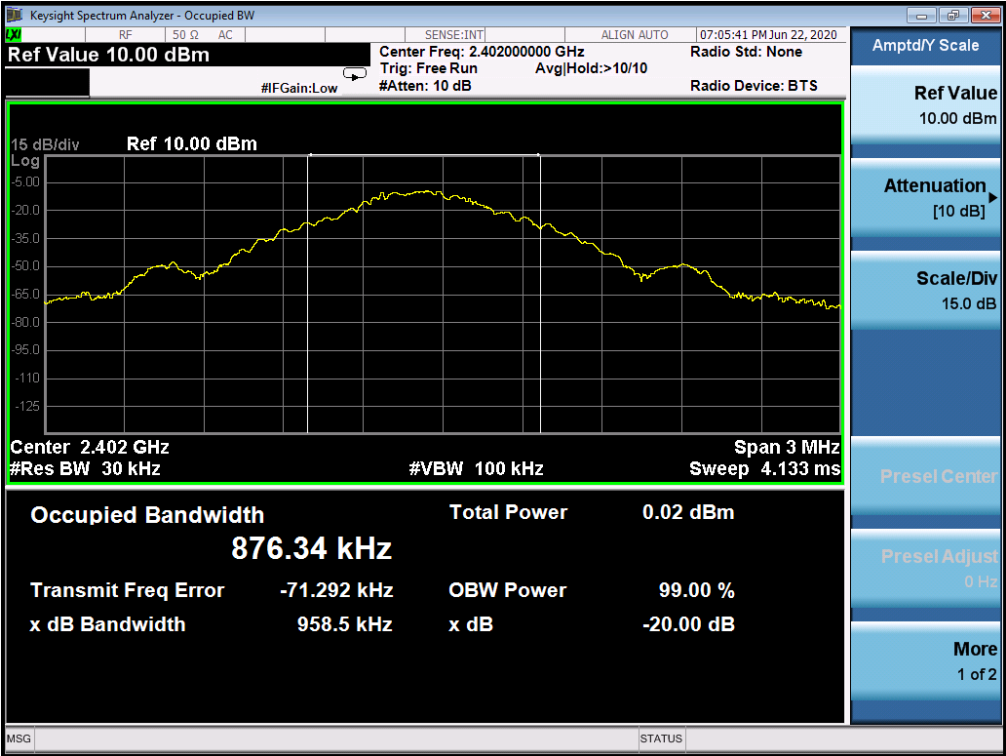 Keysight Spectrum Analyzer - Occupied BW
LXI RF 50 Ω AC SENSE:INT ALIGN AUTO 07:05:41 PM Jun 22, 2020
Ref Value 10.00 dBm
Center Freq: 2.402000000 GHz
Radio Std: None
Trig: Free Run
Avg|Hold:>10/10
#IFGain:Low
#Atten: 10 dB
Radio Device: BTS
15 dB/div
Ref 10.00 dBm
Log
-5.00
-20.0
-35.0
-50.0
-65.0
-80.0
-95.0
-110
-125
Center 2.402 GHz
Span 3 MHz
#Res BW 30 kHz
#VBW 100 kHz
Sweep 4.133 ms
Occupied Bandwidth
Total Power
0.02 dBm
876.34 kHz
Transmit Freq Error
-71.292 kHz
OBW Power
99.00 %
x dB Bandwidth
958.5 kHz
x dB
-20.00 dB
MSG
STATUS
Amptd/Y Scale
Ref Value
10.00 dBm
Attenuation
[10 dB]
Scale/Div
15.0 dB
Presel Center
Presel Adjust
0 Hz
More
1 of 2